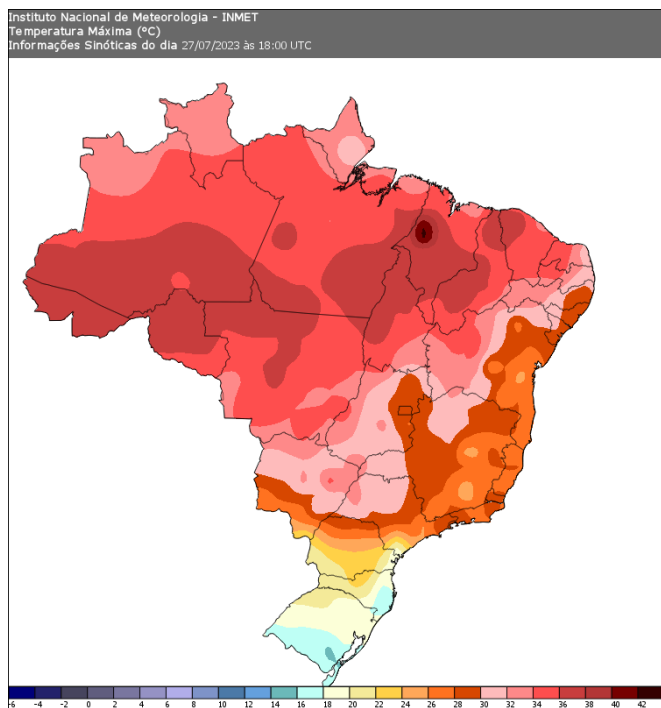 Instituto Nacional de Meteorologia - INMET
Temperatura Máxima (ºC)
Informações Sinóticas do dia 27/07/2023 às 18:00 UTC
-6 -4 -2 0 2 4 6 8 10 12 14 16 18 20 22 24 26 28 30 32 34 36 38 40 42